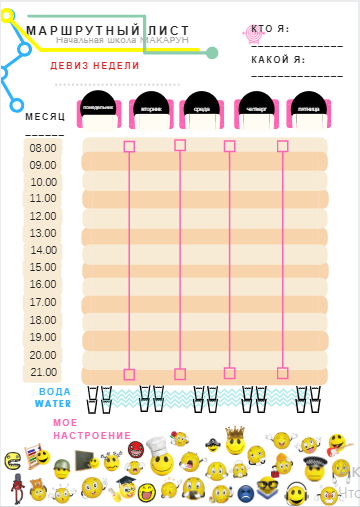 МАРШРУТНЫЙ ЛИСТ
Начальная школа МАКАРУН
КТО Я:
КАКОЙ Я:
ДЕВИЗ НЕДЕЛИ
МЕСЯЦ
понедельник
вторник
среда
четверг
пятница
08.00
09.00
10.00
11.00
12.00
13.00
14.00
15.00
16.00
17.00
18.00
19.00
20.00
21.00
ВОДА
WATER
МОЕ
НАСТРОЕНИЕ